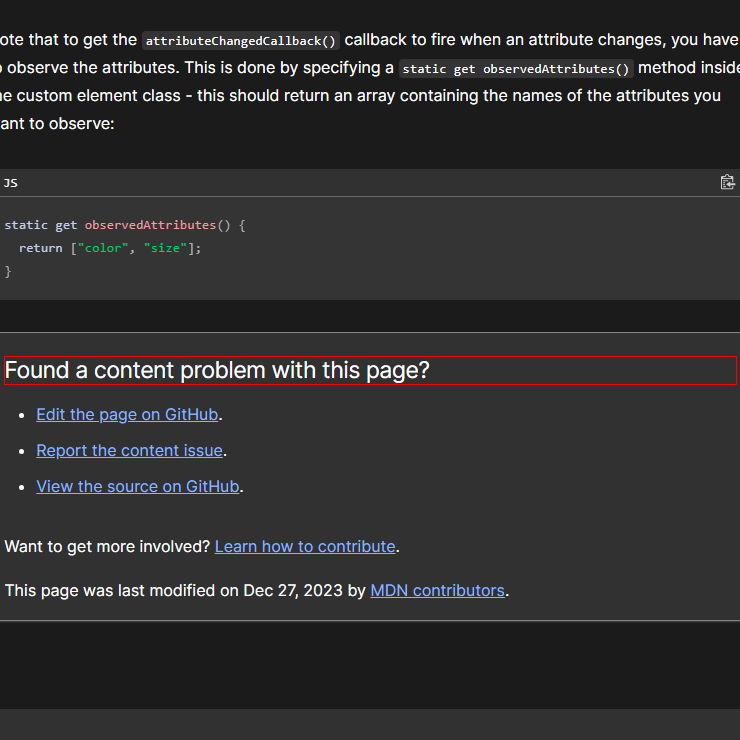 ote that to get the attributeChangedCallback() callback to fire when an attribute changes, you have
o observe the attributes. This is done by specifying a static get observedAttributes() method inside
he custom element class - this should return an array containing the names of the attributes you
ant to observe:
JS
static get observedAttributes() {
  return ["color", "size"];
}
Found a content problem with this page?
• Edit the page on GitHub.
• Report the content issue.
• View the source on GitHub.
Want to get more involved? Learn how to contribute.
This page was last modified on Dec 27, 2023 by MDN contributors.